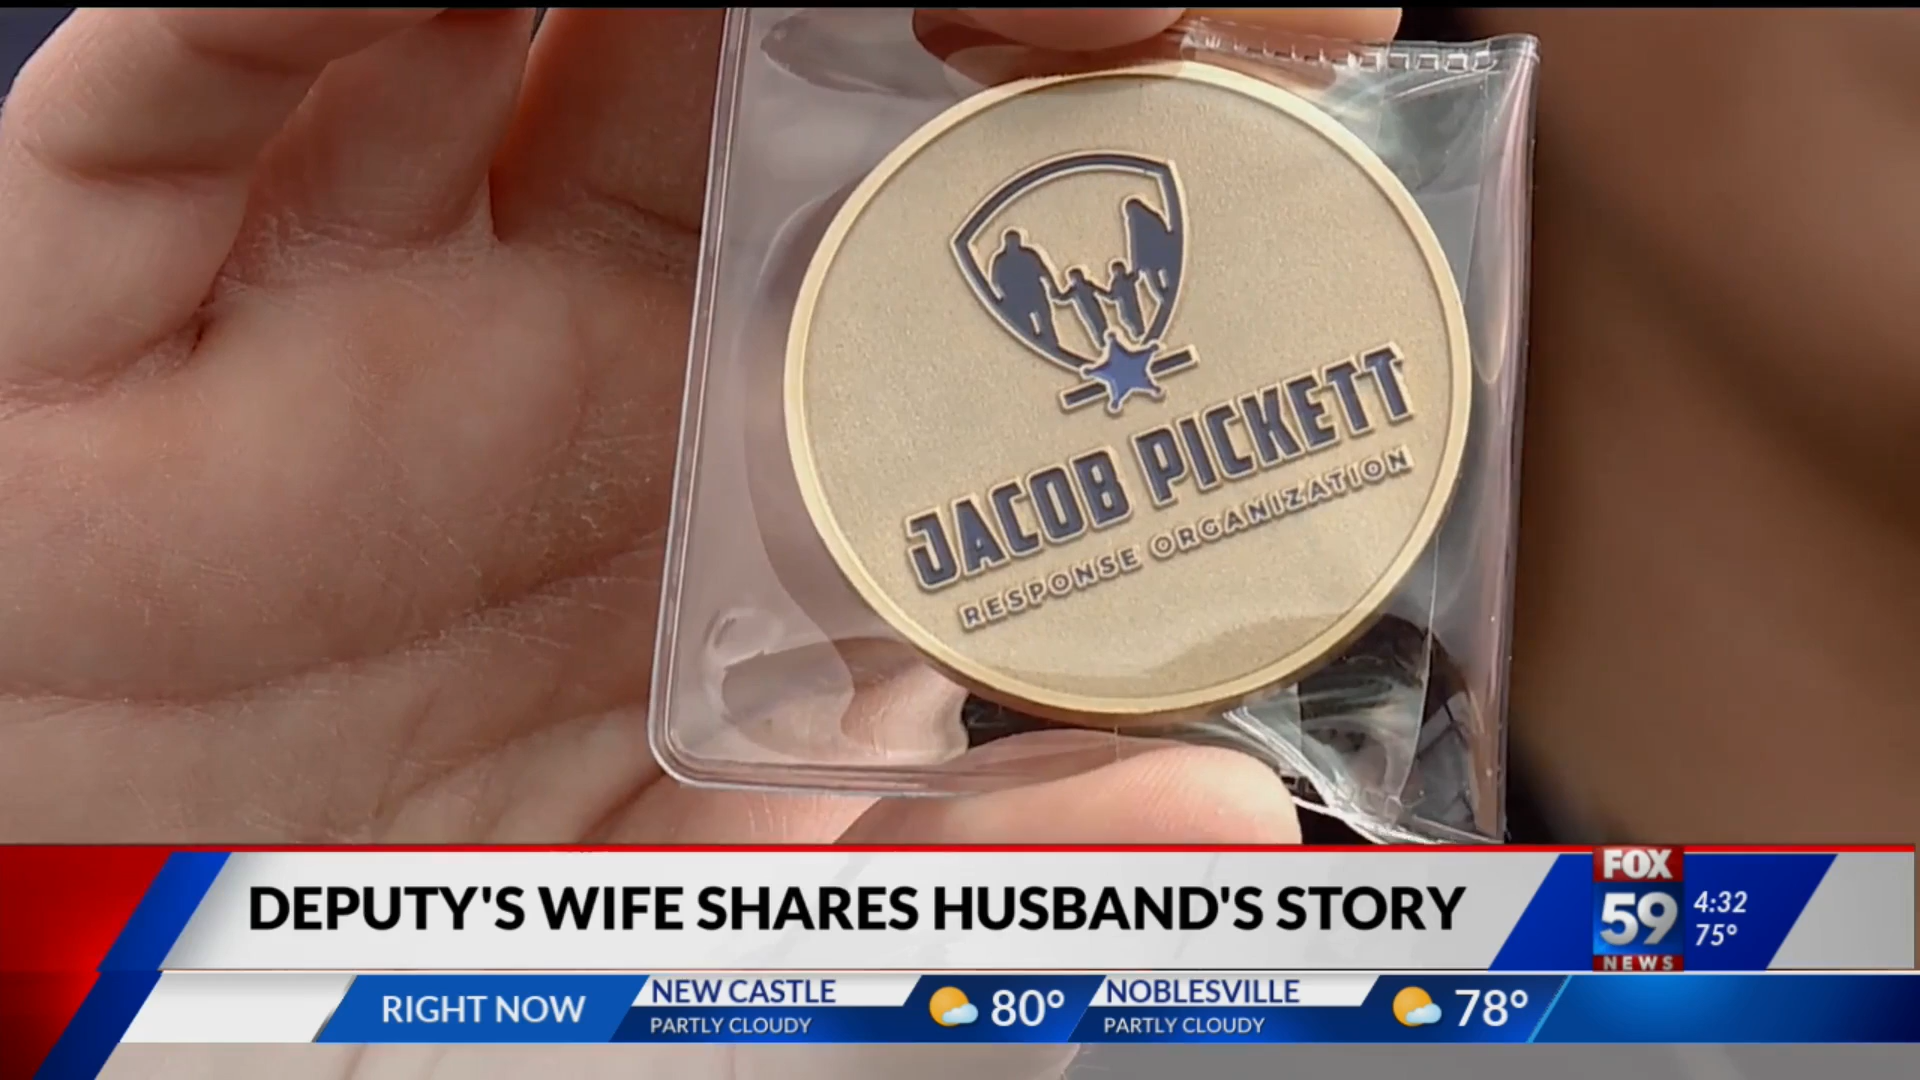 JACOB PICKETT
RESPONSE ORGANIZATION
DEPUTY'S WIFE SHARES HUSBAND'S STORY
FOX
59
NEWS
4:32
75°
RIGHT NOW
NEW CASTLE
PARTLY CLOUDY
80°
NOBLESVILLE
PARTLY CLOUDY
78°